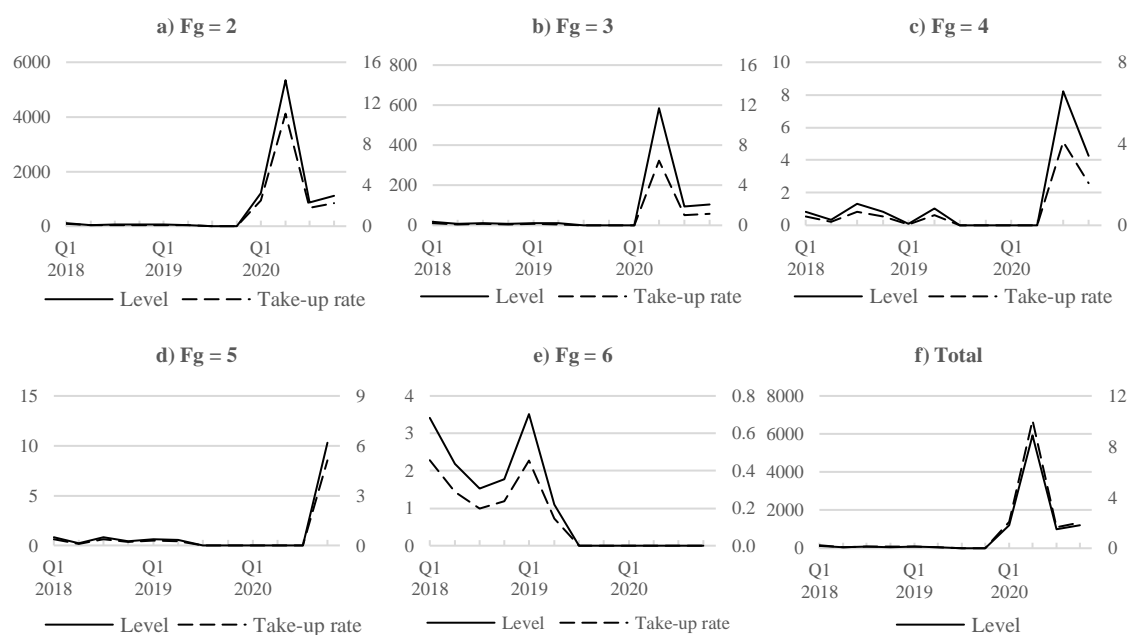 a) Fg = 2
6000
4000
2000
0
16
12
8
4
0
Q1
2018
Q1
2019
Q1
2020
Level
Take-up rate
b) Fg = 3
800
600
400
200
0
16
12
8
4
0
Q1
2018
Q1
2019
Q1
2020
Level
Take-up rate
c) Fg = 4
10
8
6
4
2
0
8
4
0
Q1
2018
Q1
2019
Q1
2020
Level
Take-up rate
d) Fg = 5
15
10
5
0
9
6
3
0
Q1
2018
Q1
2019
Q1
2020
Level
Take-up rate
e) Fg = 6
4
3
2
1
0
0.8
0.6
0.4
0.2
0.0
Q1
2018
Q1
2019
Q1
2020
Level
Take-up rate
f) Total
8000
6000
4000
2000
0
12
8
4
0
Q1
2018
Q1
2019
Q1
2020
Level